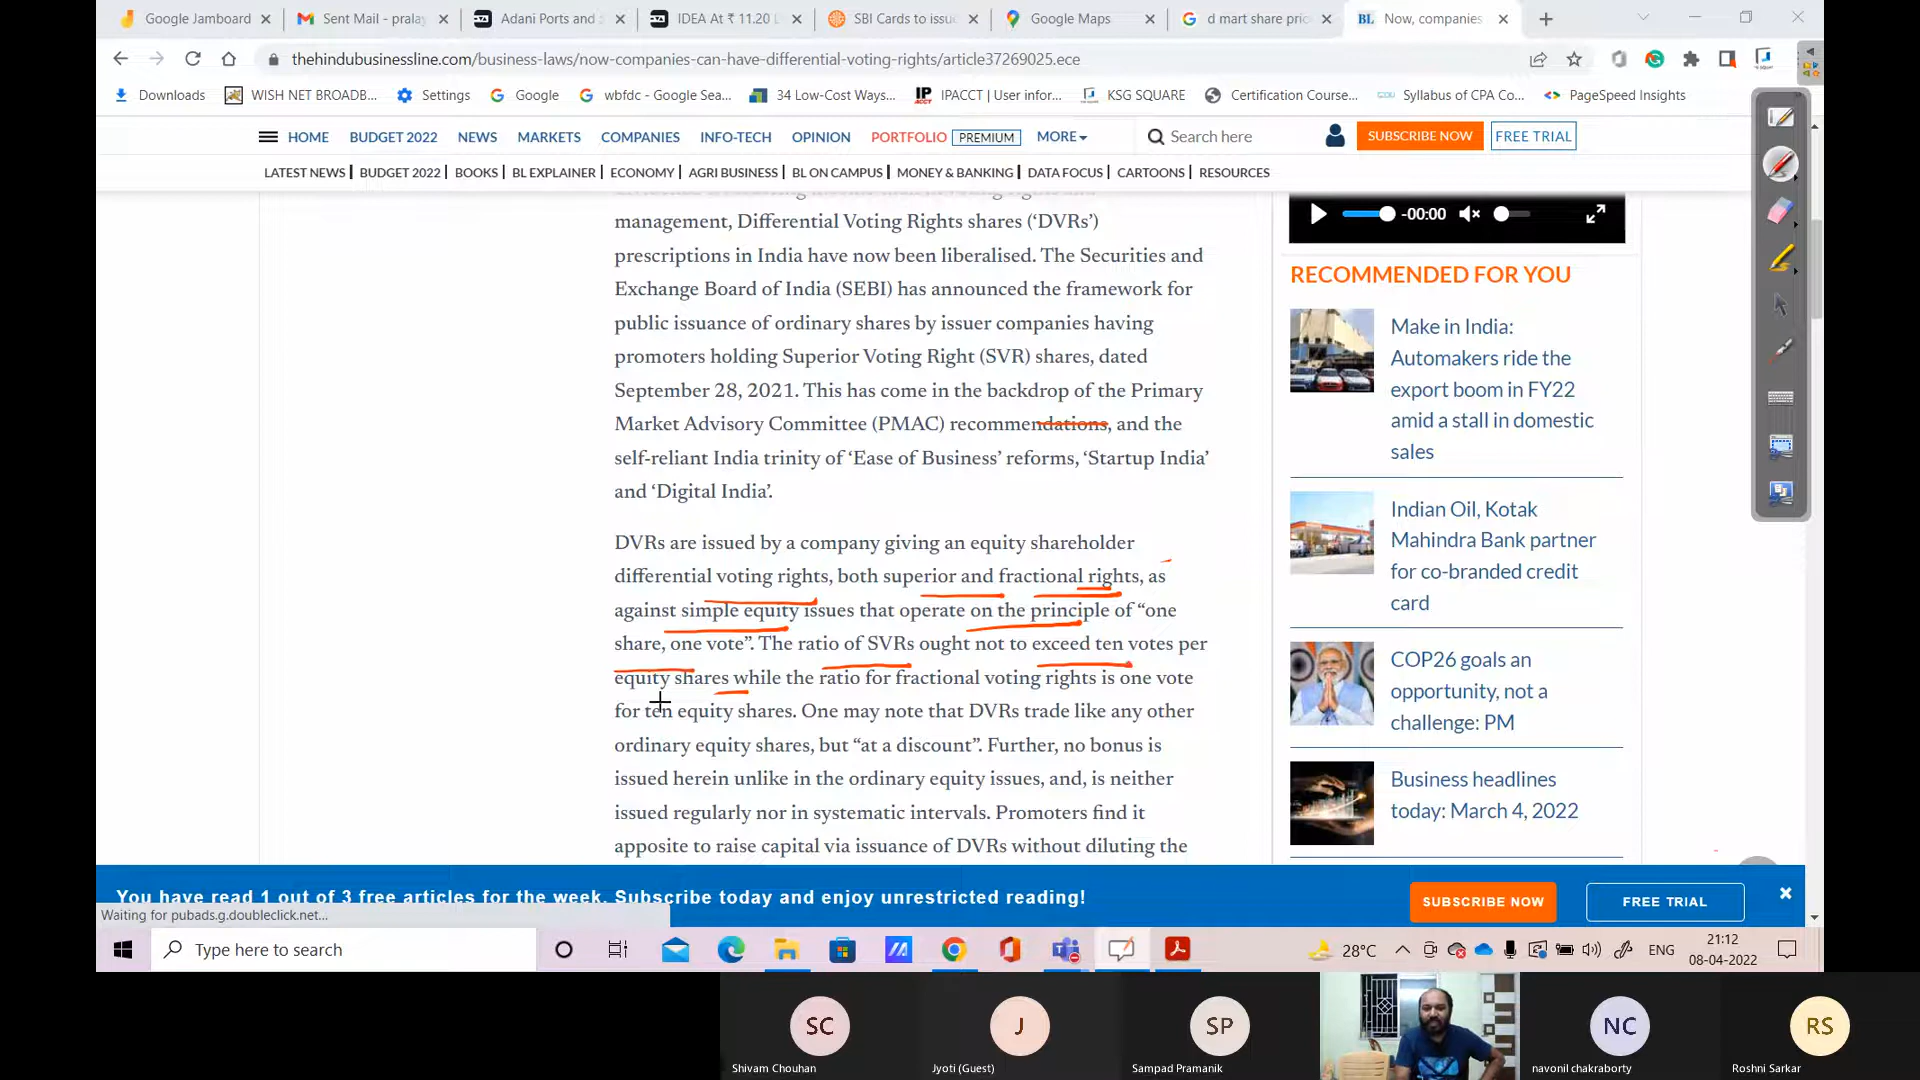 Google Jamboard
Sent Mail - pralay
Adani Ports and S
IDEA At ₹ 11.20 L
SBI Cards to issue
Google Maps
d mart share price
BL Now, companies
thehindubusinessline.com/business-laws/now-companies-can-have-differential-voting-rights/article37269025.ece
Downloads
WISH NET BROADB...
Settings
Google
wbfdc - Google Sea...
34 Low-Cost Ways...
IPACCT | User infor...
KSG SQUARE
Certification Course...
Syllabus of CPA Co...
PageSpeed Insights
HOME BUDGET 2022 NEWS MARKETS COMPANIES INFO-TECH OPINION PORTFOLIO PREMIUM MORE
Search here
SUBSCRIBE NOW
FREE TRIAL
LATEST NEWS BUDGET 2022 BOOKS BL EXPLAINER ECONOMY AGRI BUSINESS BL ON CAMPUS MONEY & BANKING DATA FOCUS CARTOONS RESOURCES
management, Differential Voting Rights shares (‘DVRs’)
prescriptions in India have now been liberalised. The Securities and
Exchange Board of India (SEBI) has announced the framework for
public issuance of ordinary shares by issuer companies having
promoters holding Superior Voting Right (SVR) shares, dated
September 28, 2021. This has come in the backdrop of the Primary
Market Advisory Committee (PMAC) recommendations, and the
self-reliant India trinity of ‘Ease of Business’ reforms, ‘Startup India’
and ‘Digital India’.
DVRs are issued by a company giving an equity shareholder
differential voting rights, both superior and fractional rights, as
against simple equity issues that operate on the principle of “one
share, one vote”. The ratio of SVRs ought not to exceed ten votes per
equity shares while the ratio for fractional voting rights is one vote
for ten equity shares. One may note that DVRs trade like any other
ordinary equity shares, but “at a discount”. Further, no bonus is
issued herein unlike in the ordinary equity issues, and, is neither
issued regularly nor in systematic intervals. Promoters find it
apposite to raise capital via issuance of DVRs without diluting the
-00:00
RECOMMENDED FOR YOU
Make in India:
Automakers ride the
export boom in FY22
amid a stall in domestic
sales
Indian Oil, Kotak
Mahindra Bank partner
for co-branded credit
card
COP26 goals an
opportunity, not a
challenge: PM
Business headlines
today: March 4, 2022
You have read 1 out of 3 free articles for the week. Subscribe today and enjoy unrestricted reading!
SUBSCRIBE NOW
FREE TRIAL
Waiting for pubads.g.doubleclick.net...
Type here to search
28°C
ENG
21:12
08-04-2022
SC
J
SP
NC
RS
Shivam Chouhan
Jyoti (Guest)
Sampad Pramanik
navonil chakraborty
Roshni Sarkar